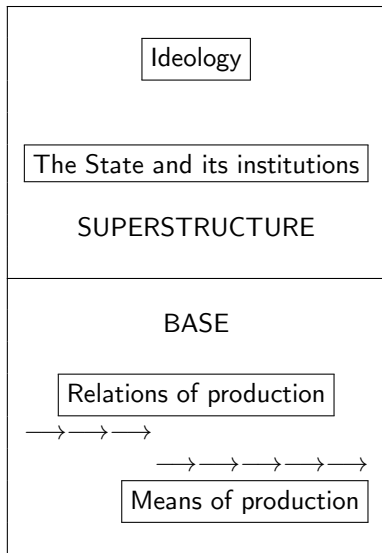 Ideology
The State and its institutions
SUPERSTRUCTURE
BASE
Relations of production
Means of production